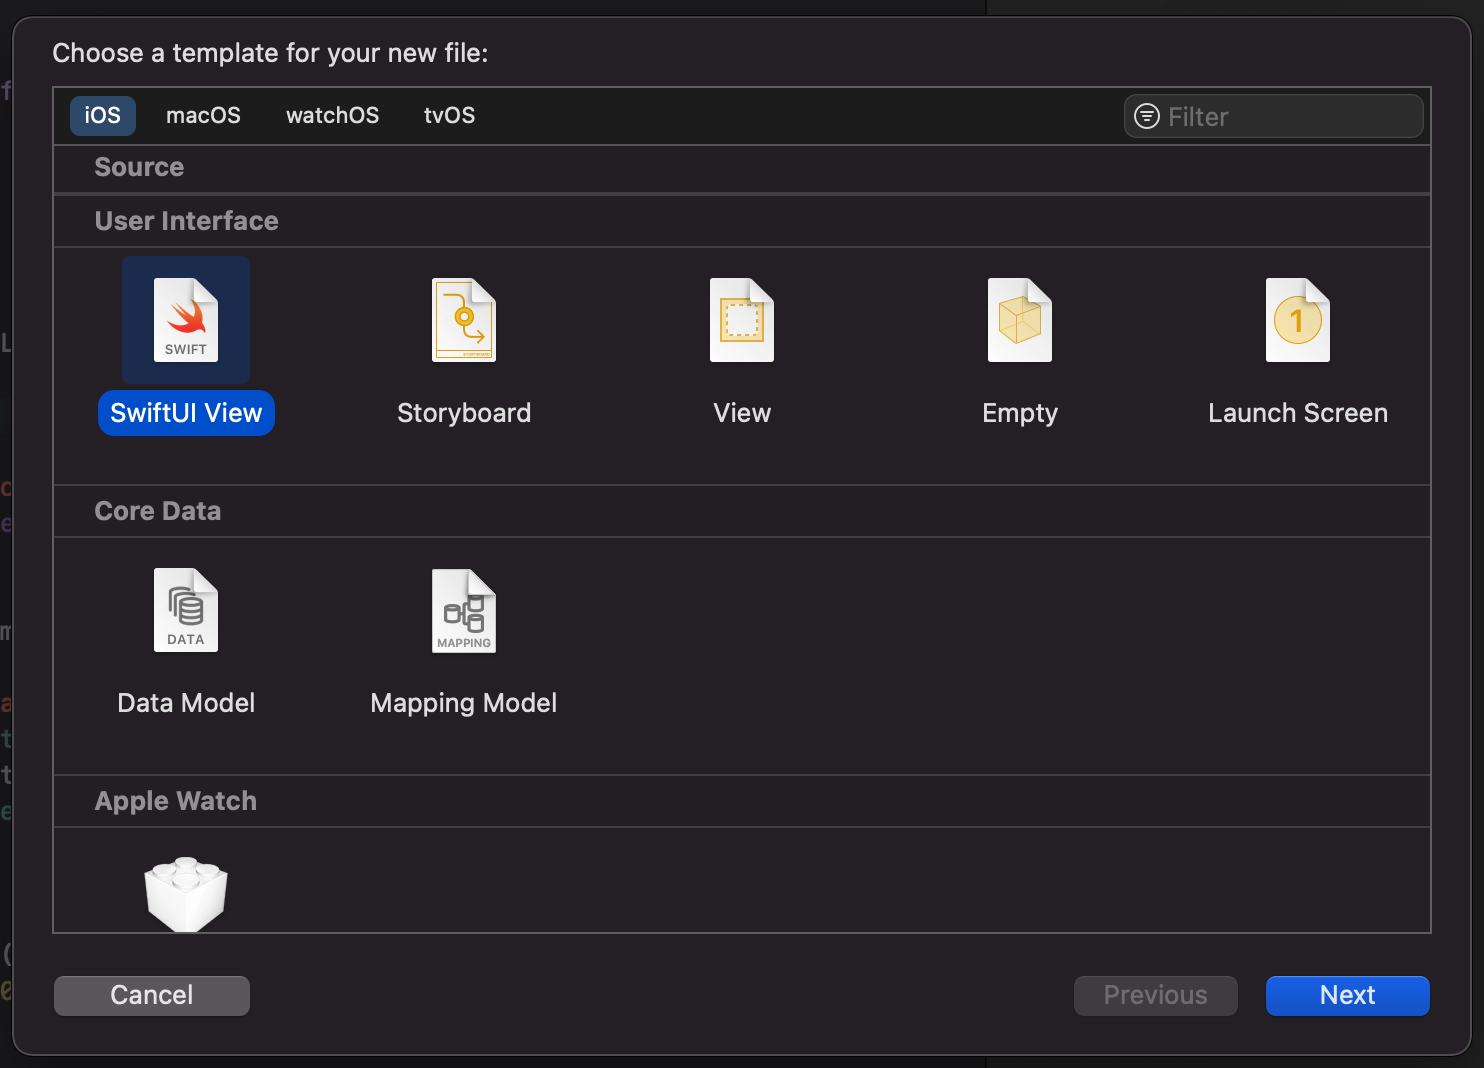 Choose a template for your new file:
iOS macOS watchOS tvOS Filter
Source
User Interface
SWIFT
SwiftUI View Storyboard View Empty 1 Launch Screen
Core Data
DATA MAPPING
Data Model Mapping Model
Apple Watch
Cancel Previous Next